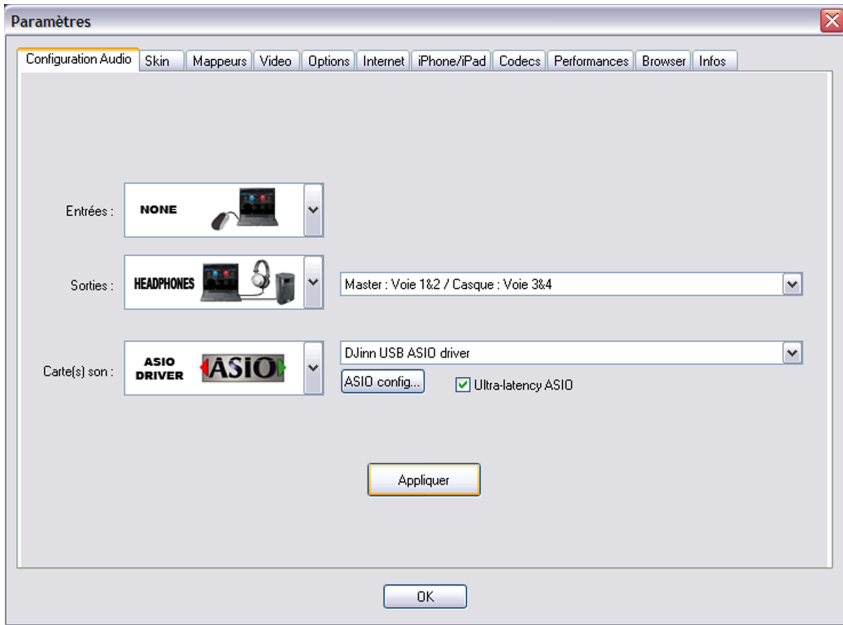 Paramètres
Configuration Audio Skin Mappeurs Video Options Internet iPhone/iPad Codecs Performances Browser Infos
Entrées : NONE
Sorties : HEADPHONES Master : Voie 1&2 / Casque : Voie 3&4
DJinn USB ASIO driver
Carte(s) son : ASIO DRIVER ASIO
ASIO config... Ultra-latency ASIO
Appliquer
OK